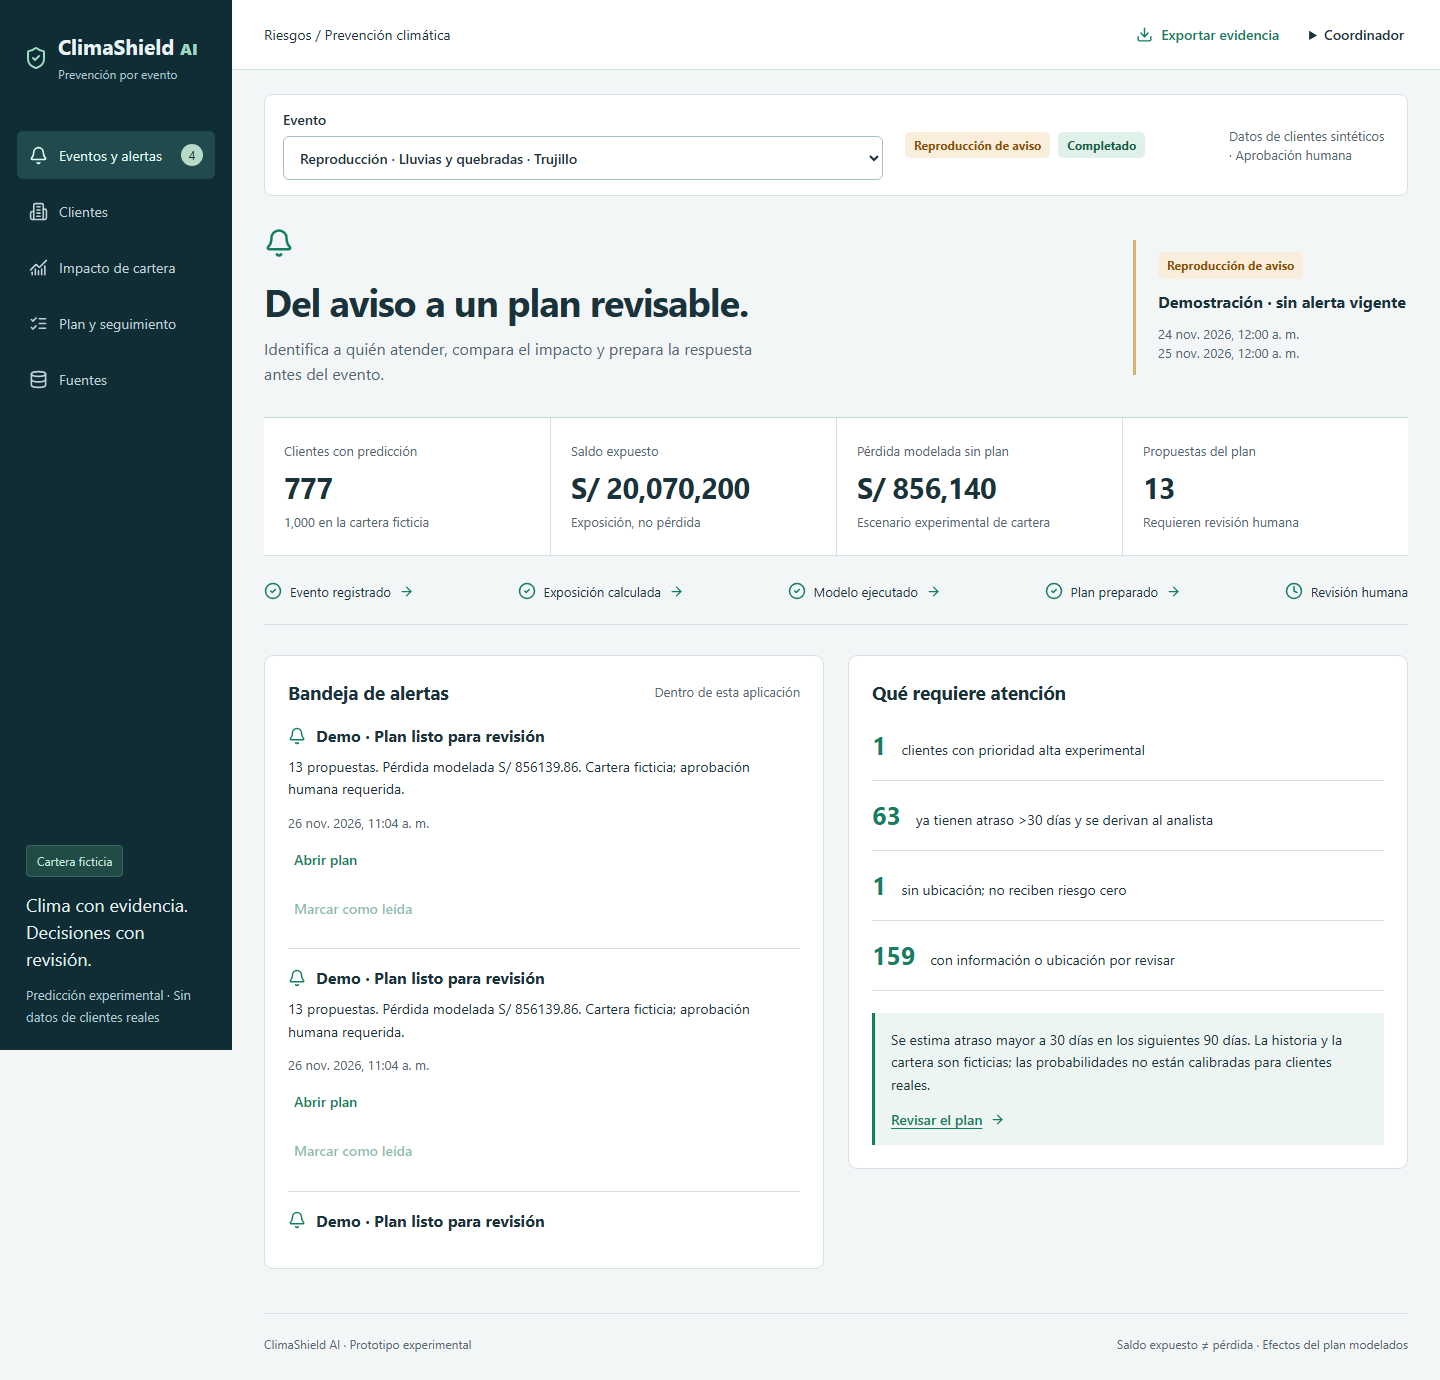 ClimaShield AI
Prevención por evento
Eventos y alertas 4
Clientes
Impacto de cartera
Plan y seguimiento
Fuentes
Cartera ficticia
Clima con evidencia.
Decisiones con
revisión.
Predicción experimental · Sin
datos de clientes reales
Riesgos / Prevención climática
Exportar evidencia
Coordinador
Evento
Reproducción · Lluvias y quebradas · Trujillo
Reproducción de aviso
Completado
Datos de clientes sintéticos
· Aprobación humana
Del aviso a un plan revisable.
Identifica a quién atender, compara el impacto y prepara la respuesta
antes del evento.
Reproducción de aviso
Demostración · sin alerta vigente
24 nov. 2026, 12:00 a. m.
25 nov. 2026, 12:00 a. m.
Clientes con predicción
777
1,000 en la cartera ficticia
Saldo expuesto
S/ 20,070,200
Exposición, no pérdida
Pérdida modelada sin plan
S/ 856,140
Escenario experimental de cartera
Propuestas del plan
13
Requieren revisión humana
Evento registrado →
Exposición calculada →
Modelo ejecutado →
Plan preparado →
Revisión humana
Bandeja de alertas
Dentro de esta aplicación
Demo · Plan listo para revisión
13 propuestas. Pérdida modelada S/ 856139.86. Cartera ficticia; aprobación
humana requerida.
26 nov. 2026, 11:04 a. m.
Abrir plan
Marcar como leída
Demo · Plan listo para revisión
13 propuestas. Pérdida modelada S/ 856139.86. Cartera ficticia; aprobación
humana requerida.
26 nov. 2026, 11:04 a. m.
Abrir plan
Marcar como leída
Demo · Plan listo para revisión
Qué requiere atención
1 clientes con prioridad alta experimental
63 ya tienen atraso >30 días y se derivan al analista
1 sin ubicación; no reciben riesgo cero
159 con información o ubicación por revisar
Se estima atraso mayor a 30 días en los siguientes 90 días. La historia y la
cartera son ficticias; las probabilidades no están calibradas para clientes
reales.
Revisar el plan →
ClimaShield AI · Prototipo experimental
Saldo expuesto ≠ pérdida · Efectos del plan modelados